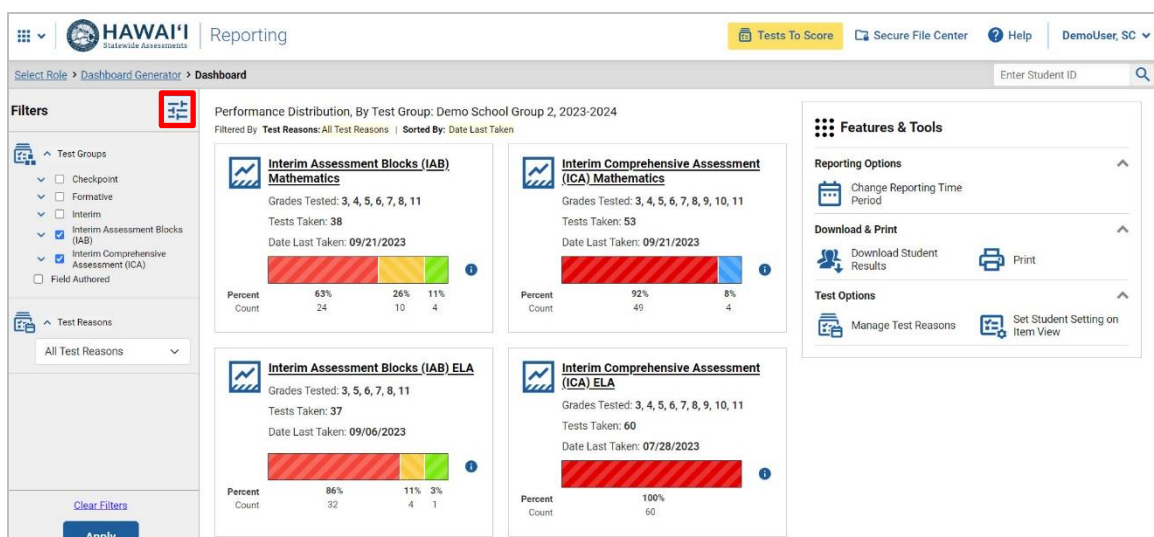 HAWAIʻI
Statewide Assessments
Reporting
Tests To Score
Secure File Center
Help
DemoUser, SC
Select Role > Dashboard Generator > Dashboard
Enter Student ID
Filters
Test Groups
Checkpoint
Formative
Interim
Interim Assessment Blocks
(IAB)
Interim Comprehensive
Assessment (ICA)
Field Authored
Test Reasons
All Test Reasons
Clear Filters
Apply
Performance Distribution, By Test Group: Demo School Group 2, 2023-2024
Filtered By Test Reasons: All Test Reasons | Sorted By: Date Last Taken
Interim Assessment Blocks (IAB)
Mathematics
Grades Tested: 3, 4, 5, 6, 7, 8, 11
Tests Taken: 38
Date Last Taken: 09/21/2023
Percent 63% 26% 11%
Count 24 10 4
Interim Comprehensive Assessment
(ICA) Mathematics
Grades Tested: 3, 4, 5, 6, 7, 8, 9, 10, 11
Tests Taken: 53
Date Last Taken: 09/21/2023
Percent 92% 8%
Count 49 4
Interim Assessment Blocks (IAB) ELA
Grades Tested: 3, 5, 6, 7, 8, 11
Tests Taken: 37
Date Last Taken: 09/06/2023
Percent 86% 11% 3%
Count 32 4 1
Interim Comprehensive Assessment
(ICA) ELA
Grades Tested: 3, 4, 5, 6, 7, 8, 9, 10, 11
Tests Taken: 60
Date Last Taken: 07/28/2023
Percent 100%
Count 60
Features & Tools
Reporting Options
Change Reporting Time
Period
Download & Print
Download Student
Results
Print
Test Options
Manage Test Reasons
Set Student Setting on
Item View